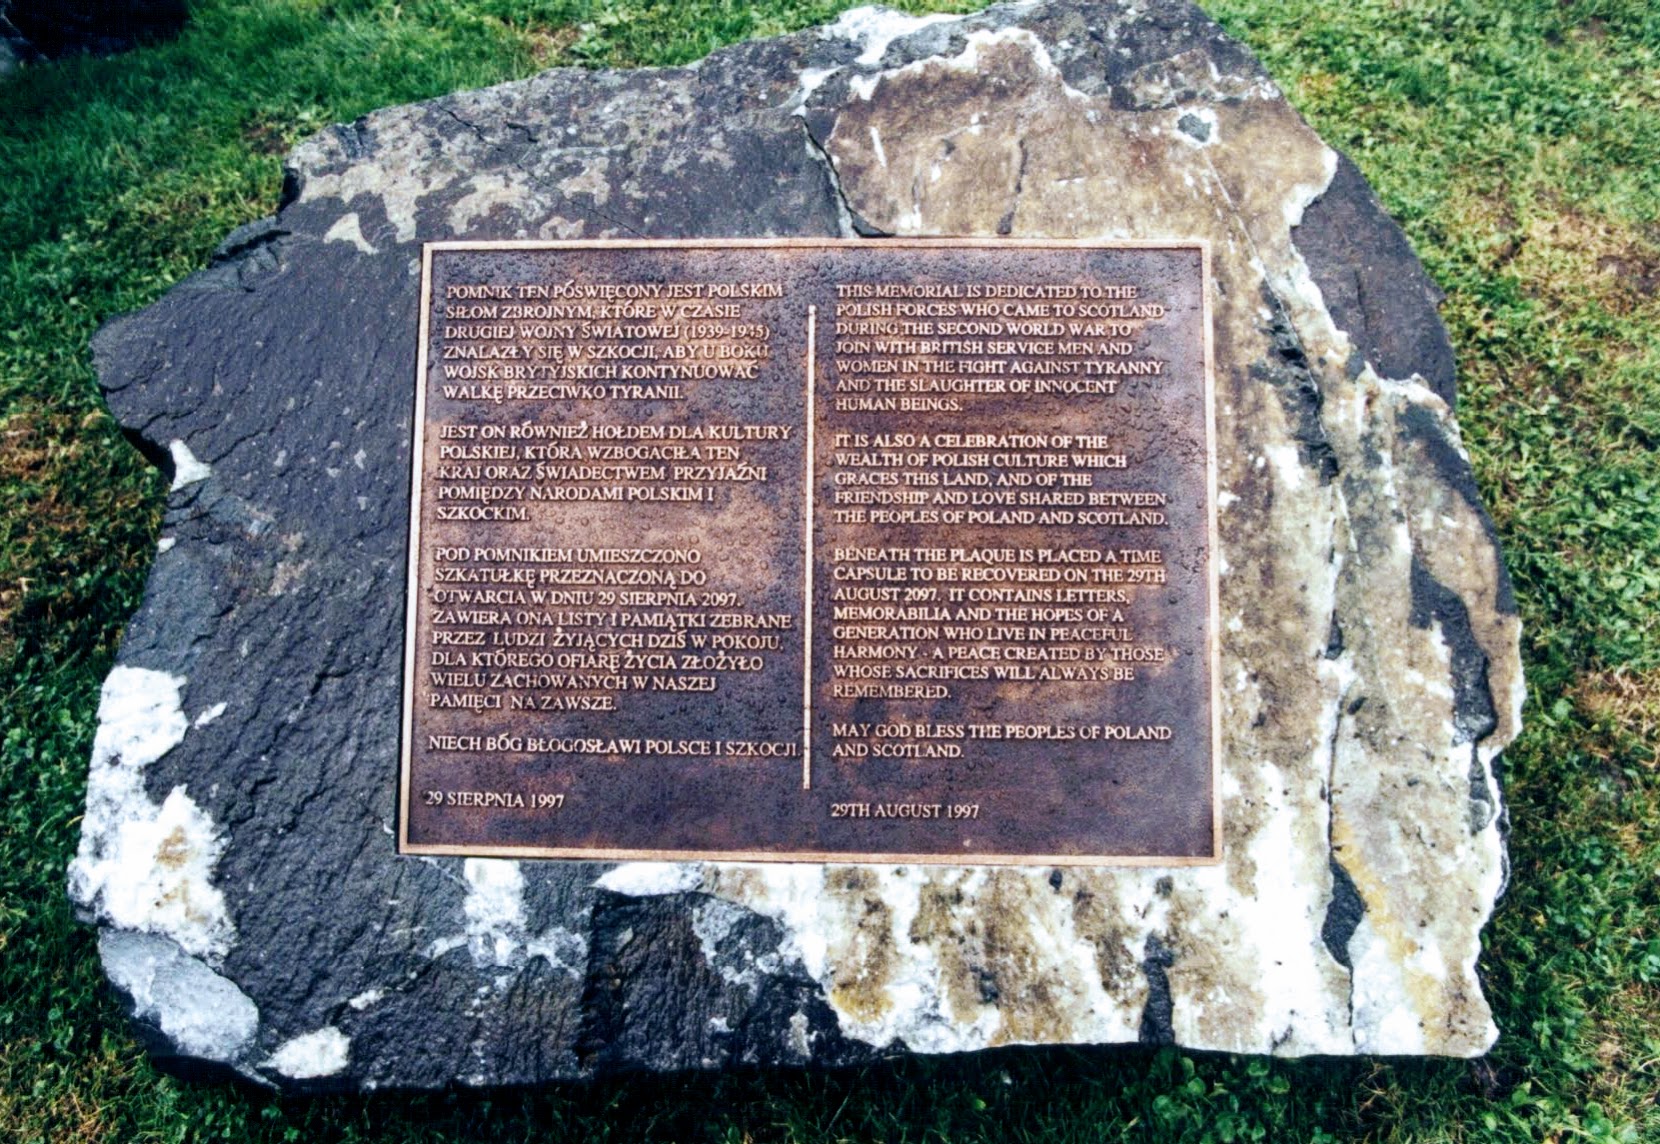 POMNIK TEN POŚWIĘCONY JEST POLSKIM
SIŁOM ZBROJNYM, KTÓRE W CZASIE
DRUGIEJ WOJNY ŚWIATOWEJ (1939-1945)
ZNALAZŁY SIĘ W SZKOCJI, ABY U BOKU
WOJSK BRYTYJSKICH KONTYNUOWAĆ
WALKĘ PRZECIWKO TYRANII.
JEST ON RÓWNIEŻ HOŁDEM DLA KULTURY
POLSKIEJ, KTÓRA WZBOGACIŁA TEN
KRAJ ORAZ ŚWIADECTWEM PRZYJAŹNI
POMIĘDZY NARODAMI POLSKIM I
SZKOCKIM.
POD POMNIKIEM UMIESZCZONO
SZKATUŁKĘ PRZEZNACZONĄ DO
OTWARCIA W DNIU 29 SIERPNIA 2097.
ZAWIERA ONA LISTY I PAMIĄTKI ZEBRANE
PRZEZ LUDZI ŻYJĄCYCH DZIŚ W POKOJU,
DLA KTÓREGO OFIARĘ ŻYCIA ZŁOŻYŁO
WIELU ZACHOWANYCH W NASZEJ
PAMIĘCI NA ZAWSZE.
NIECH BÓG BŁOGOSŁAWI POLSCE I SZKOCJI.
29 SIERPNIA 1997
THIS MEMORIAL IS DEDICATED TO THE
POLISH FORCES WHO CAME TO SCOTLAND
DURING THE SECOND WORLD WAR TO
JOIN WITH BRITISH SERVICE MEN AND
WOMEN IN THE FIGHT AGAINST TYRANNY
AND THE SLAUGHTER OF INNOCENT
HUMAN BEINGS.
IT IS ALSO A CELEBRATION OF THE
WEALTH OF POLISH CULTURE WHICH
GRACES THIS LAND, AND OF THE
FRIENDSHIP AND LOVE SHARED BETWEEN
THE PEOPLES OF POLAND AND SCOTLAND.
BENEATH THE PLAQUE IS PLACED A TIME
CAPSULE TO BE RECOVERED ON THE 29TH
AUGUST 2097. IT CONTAINS LETTERS,
MEMORABILIA AND THE HOPES OF A
GENERATION WHO LIVE IN PEACEFUL
HARMONY - A PEACE CREATED BY THOSE
WHOSE SACRIFICES WILL ALWAYS BE
REMEMBERED.
MAY GOD BLESS THE PEOPLES OF POLAND
AND SCOTLAND.
29TH AUGUST 1997